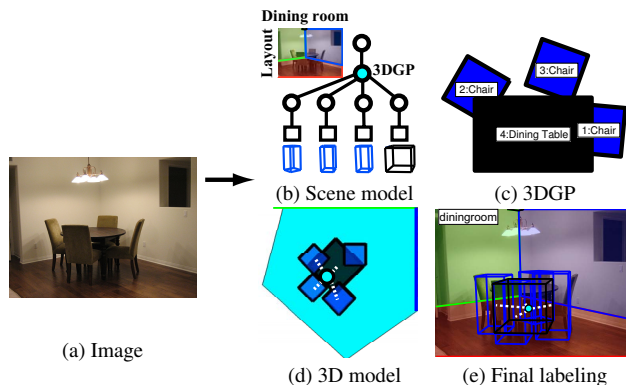 Dining room
Layout
3DGP
(b) Scene model
3:Chair
2:Chair
1:Chair
4:Dining Table
(c) 3DGP
(a) Image
(d) 3D model
diningroom
(e) Final labeling